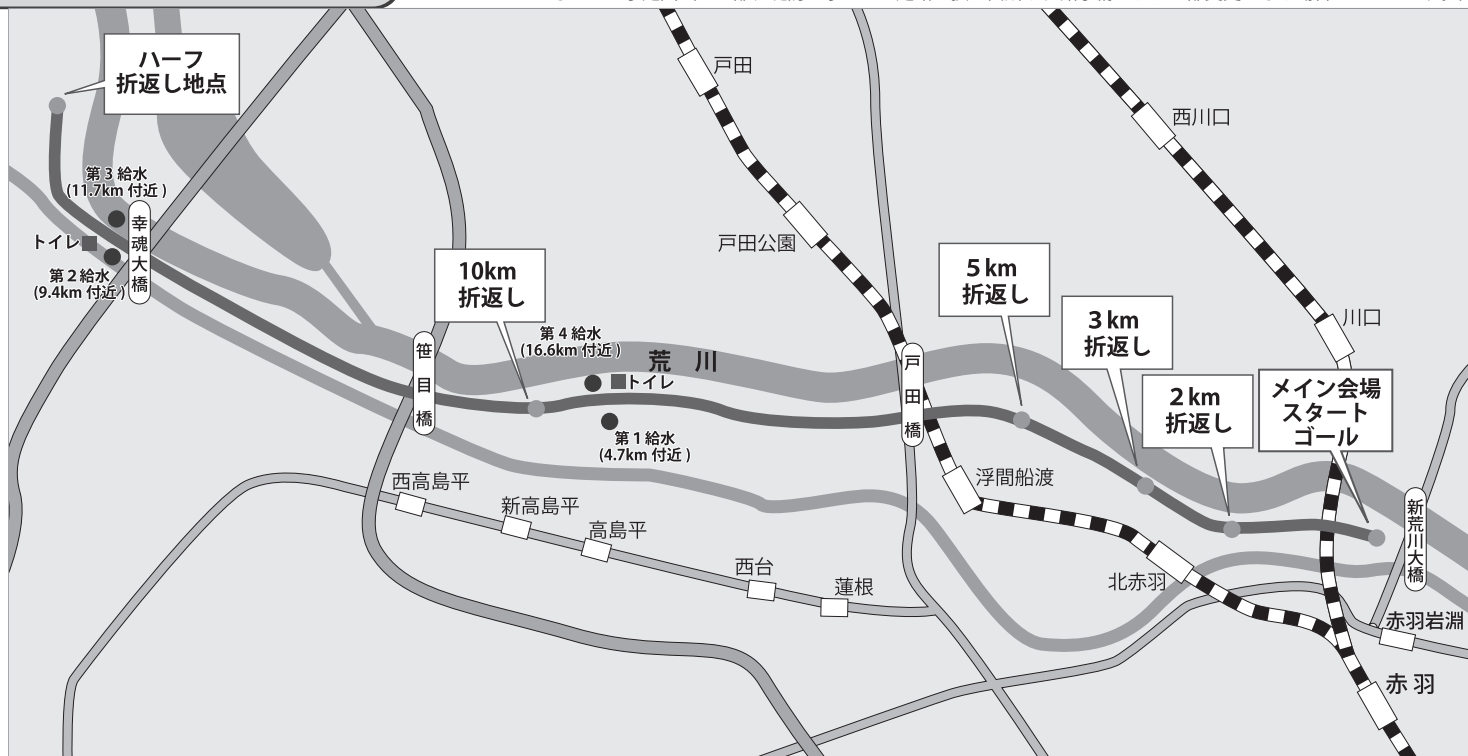 ハーフ
折返し地点
第3給水
(11.7km 付近 )
トイレ
第2給水
(9.4km 付近 )
幸魂大橋
10km
折返し
笹目橋
第4給水
(16.6km 付近 )
荒 川
トイレ
第1給水
(4.7km 付近 )
戸田
戸田公園
戸田橋
5km
折返し
3km
折返し
2km
折返し
メイン会場
スタート
ゴール
西川口
川口
新荒川大橋
浮間船渡
北赤羽
赤羽岩淵
赤 羽
西高島平
新高島平
高島平
西台
蓮根